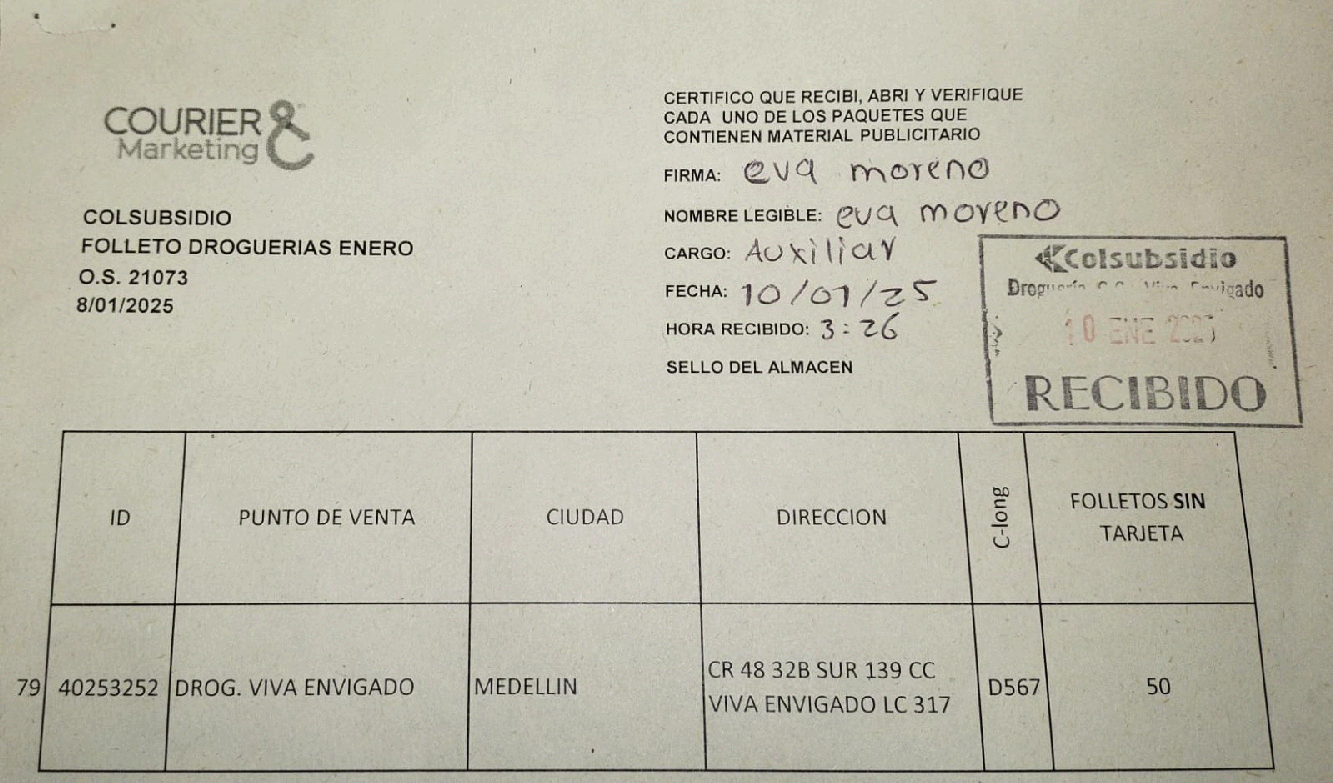 COURIER &
Marketing
COLSUBSIDIO
FOLLETO DROGUERIAS ENERO
O.S. 21073
8/01/2025
CERTIFICO QUE RECIBI, ABRI Y VERIFIQUE
CADA UNO DE LOS PAQUETES QUE
CONTIENEN MATERIAL PUBLICITARIO
FIRMA: eva moreno
NOMBRE LEGIBLE: eva moreno
CARGO: Auxiliar
FECHA: 10/01/25
HORA RECIBIDO: 3:26
SELLO DEL ALMACEN
Colsubsidio
Envigado
10 ENE
RECIBIDO
ID PUNTO DE VENTA CIUDAD DIRECCION C-long FOLLETOS SIN
TARJETA
79 40253252 DROG. VIVA ENVIGADO MEDELLIN CR 48 32B SUR 139 CC D567 50
VIVA ENVIGADO LC 317